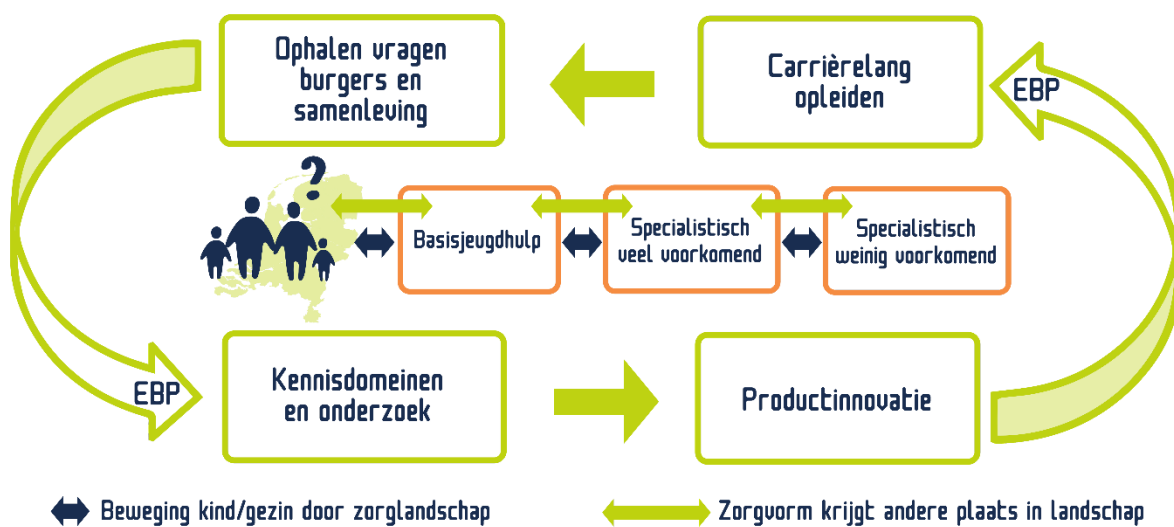 Ophalen vragen
burgers en
samenleving
Carrièrelang
opleiden
EBP
?
Basisjeugdhulp
Specialistisch
veel voorkomend
Specialistisch
weinig voorkomend
EBP
Kennisdomeinen
en onderzoek
Productinnovatie
Beweging kind/gezin door zorglandschap
Zorgvorm krijgt andere plaats in landschap